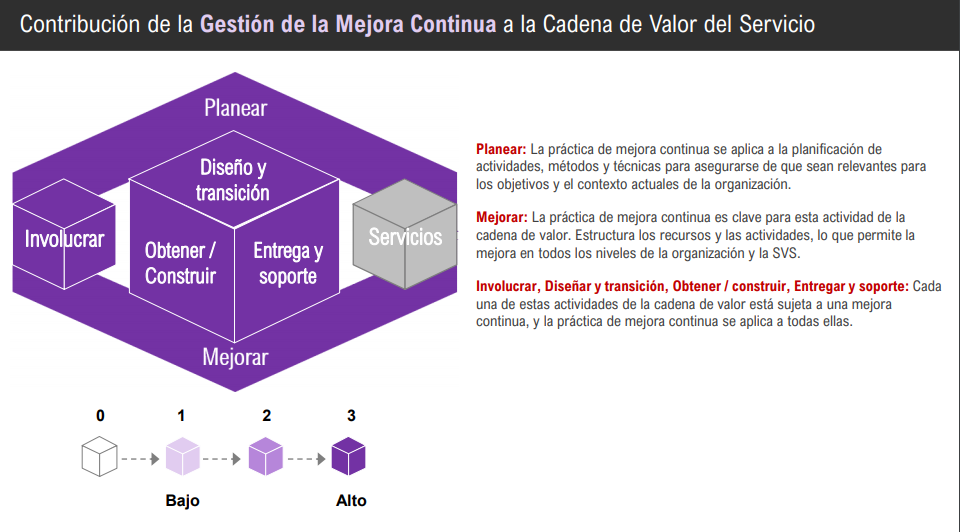 Contribución de la Gestión de la Mejora Continua a la Cadena de Valor del Servicio
Planear
Diseño y
transición
Involucrar
Obtener /
Construir
Entrega y
soporte
Servicios
Mejorar
0
1
2
3
Bajo
Alto
Planear: La práctica de mejora continua se aplica a la planificación de
actividades, métodos y técnicas para asegurarse de que sean relevantes para
los objetivos y el contexto actuales de la organización.
Mejorar: La práctica de mejora continua es clave para esta actividad de la
cadena de valor. Estructura los recursos y las actividades, lo que permite la
mejora en todos los niveles de la organización y la SVS.
Involucrar, Diseñar y transición, Obtener / construir, Entregar y soporte: Cada
una de estas actividades de la cadena de valor está sujeta a una mejora
continua, y la práctica de mejora continua se aplica a todas ellas.